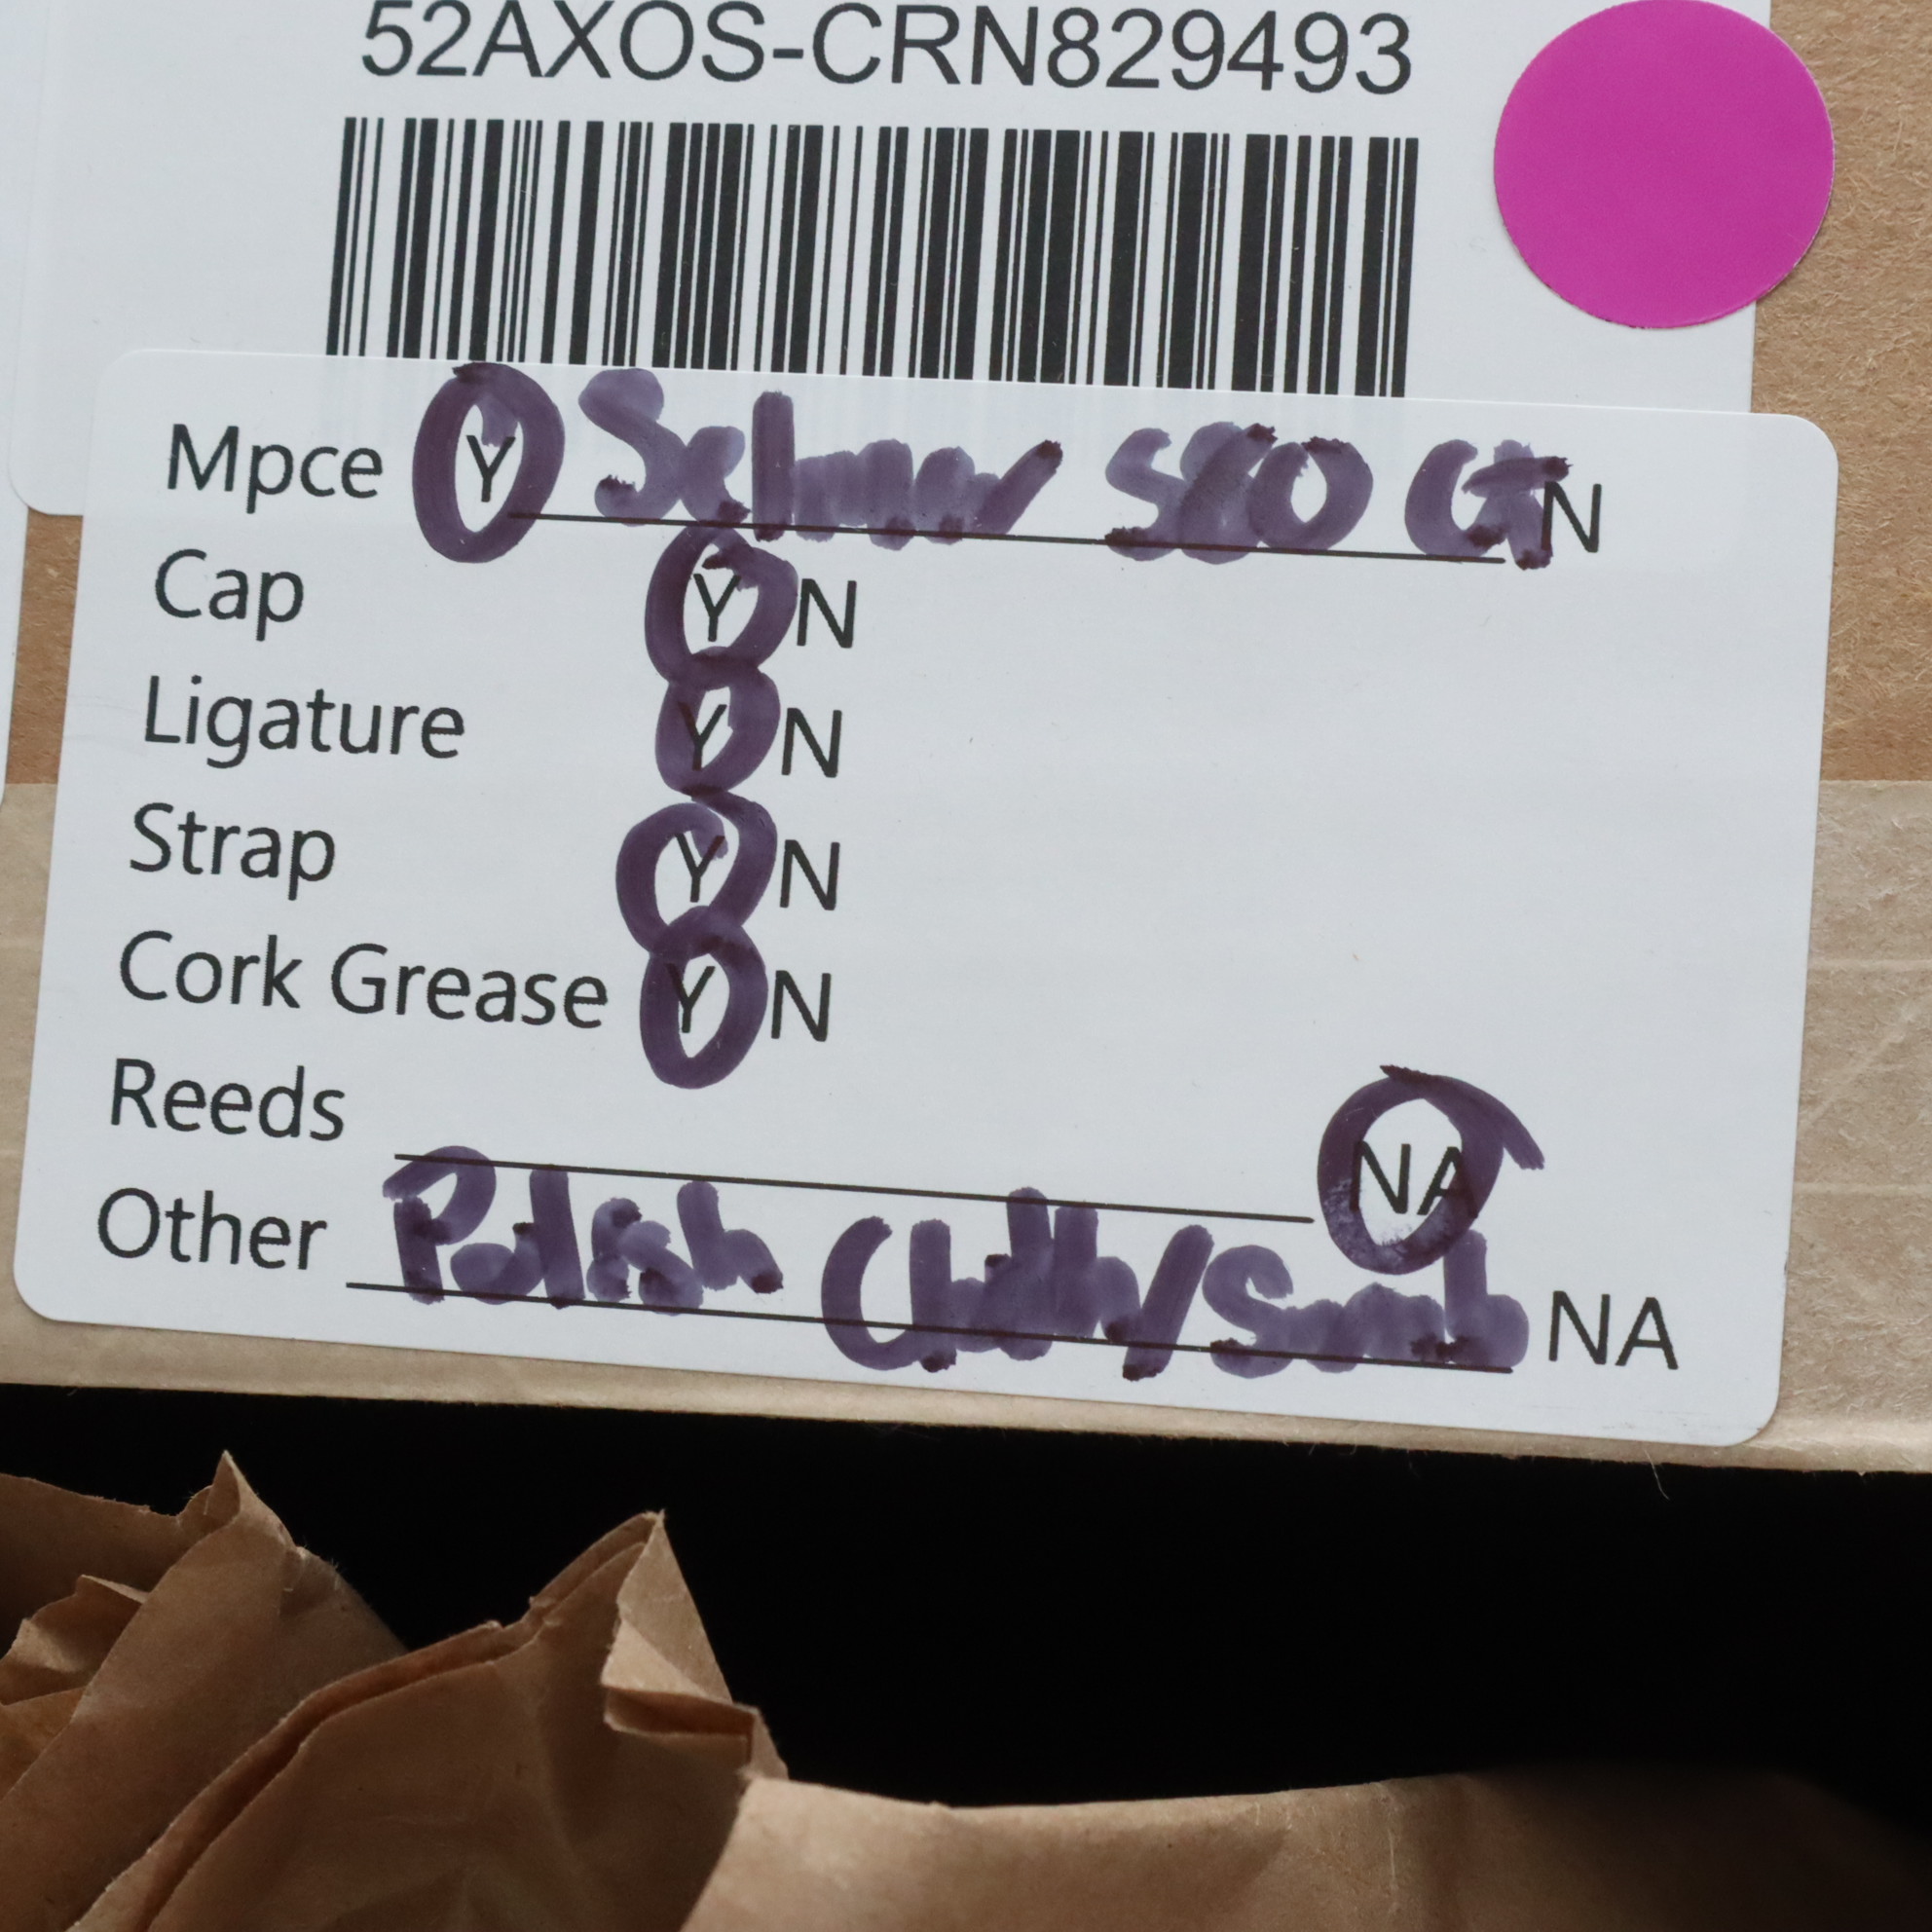 52AXOS-CRN829493
Mpce Y Selmer S80 C* N
Cap Y N
Ligature Y N
Strap Y N
Cork Grease Y N
Reeds NA
Other Polish Cloth/Swab NA